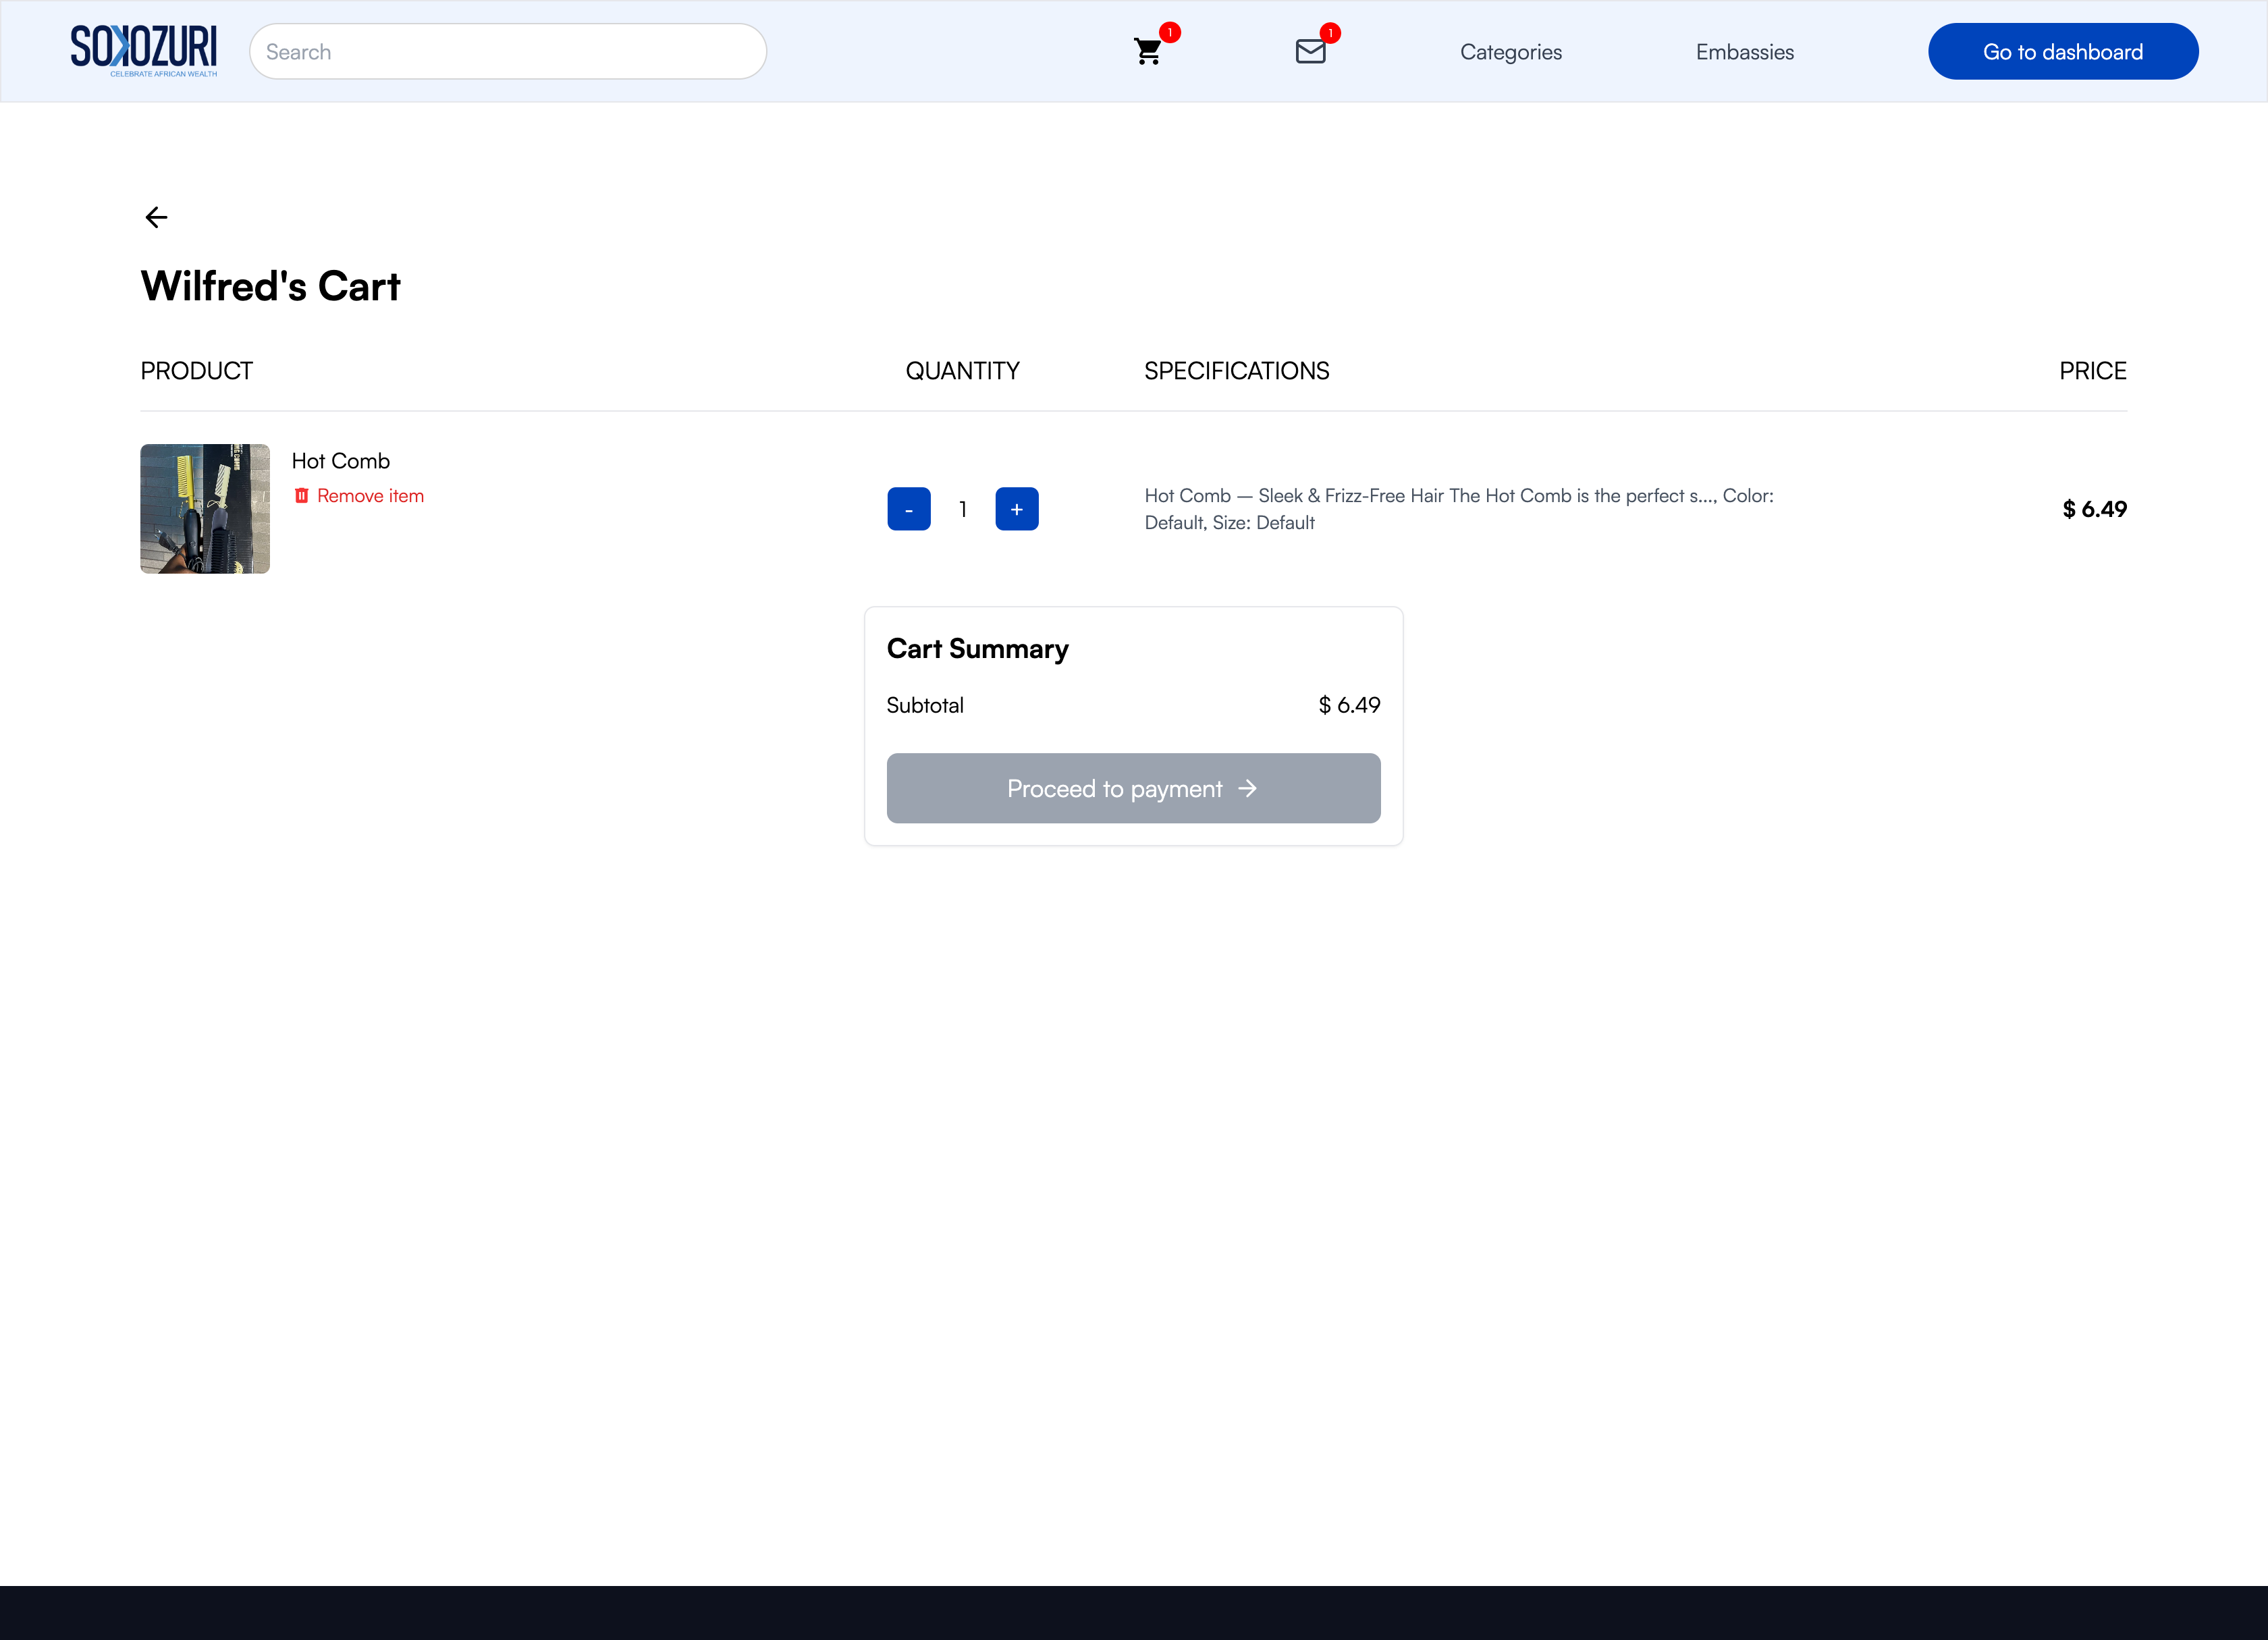 SOKOZURI
CELEBRATE AFRICAN WEALTH
Search
1
1
Categories
Embassies
Go to dashboard
Wilfred's Cart
PRODUCT
QUANTITY
SPECIFICATIONS
PRICE
Hot Comb
Remove item
-
1
+
Hot Comb — Sleek & Frizz-Free Hair The Hot Comb is the perfect s..., Color:
Default, Size: Default
$ 6.49
Cart Summary
Subtotal
$ 6.49
Proceed to payment